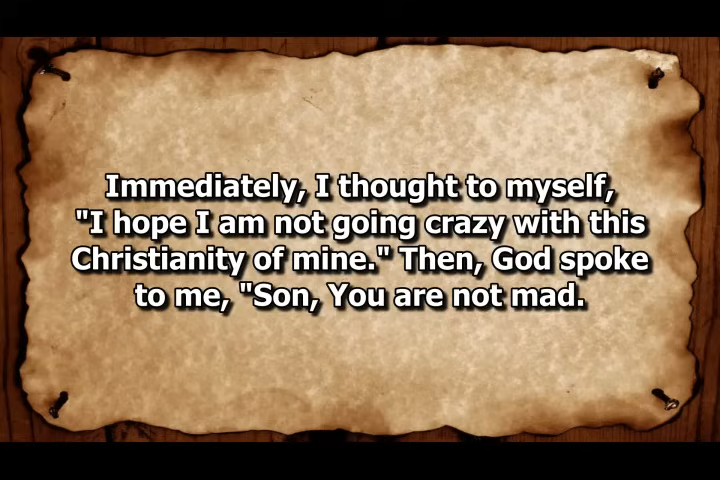 Immediately, I thought to myself,
"I hope I am not going crazy with this
Christianity of mine." Then, God spoke
to me, "Son, You are not mad.